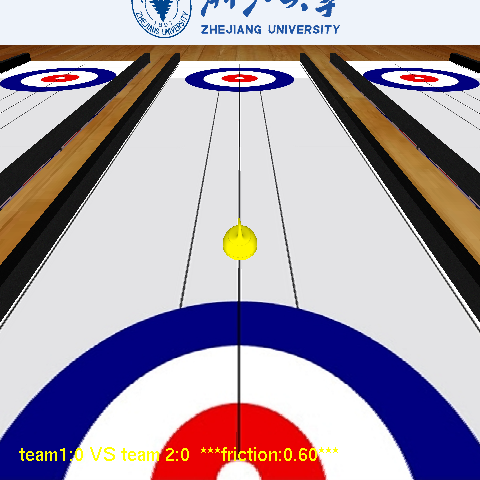 ZHEJIANG UNIVERSITY
team1:0 VS team 2:0 ***friction:0.60***